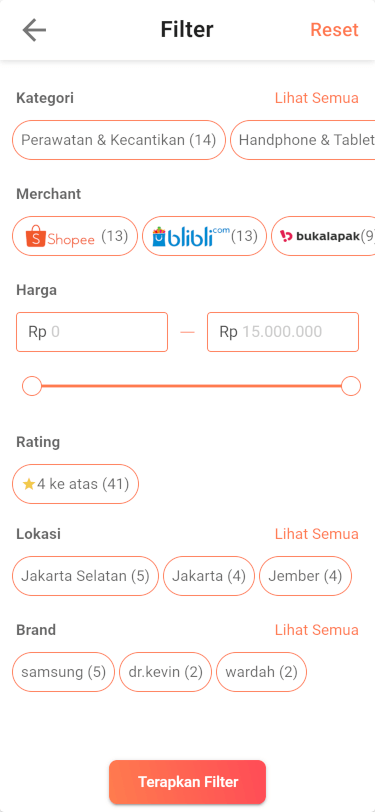 Filter
Reset
Kategori
Lihat Semua
Perawatan & Kecantikan (14)
Handphone & Tablet
Merchant
Shopee (13)
blibli.com (13)
bukalapak (9)
Harga
Rp 0 — Rp 15.000.000
Rating
4 ke atas (41)
Lokasi
Lihat Semua
Jakarta Selatan (5)
Jakarta (4)
Jember (4)
Brand
Lihat Semua
samsung (5)
dr.kevin (2)
wardah (2)
Terapkan Filter